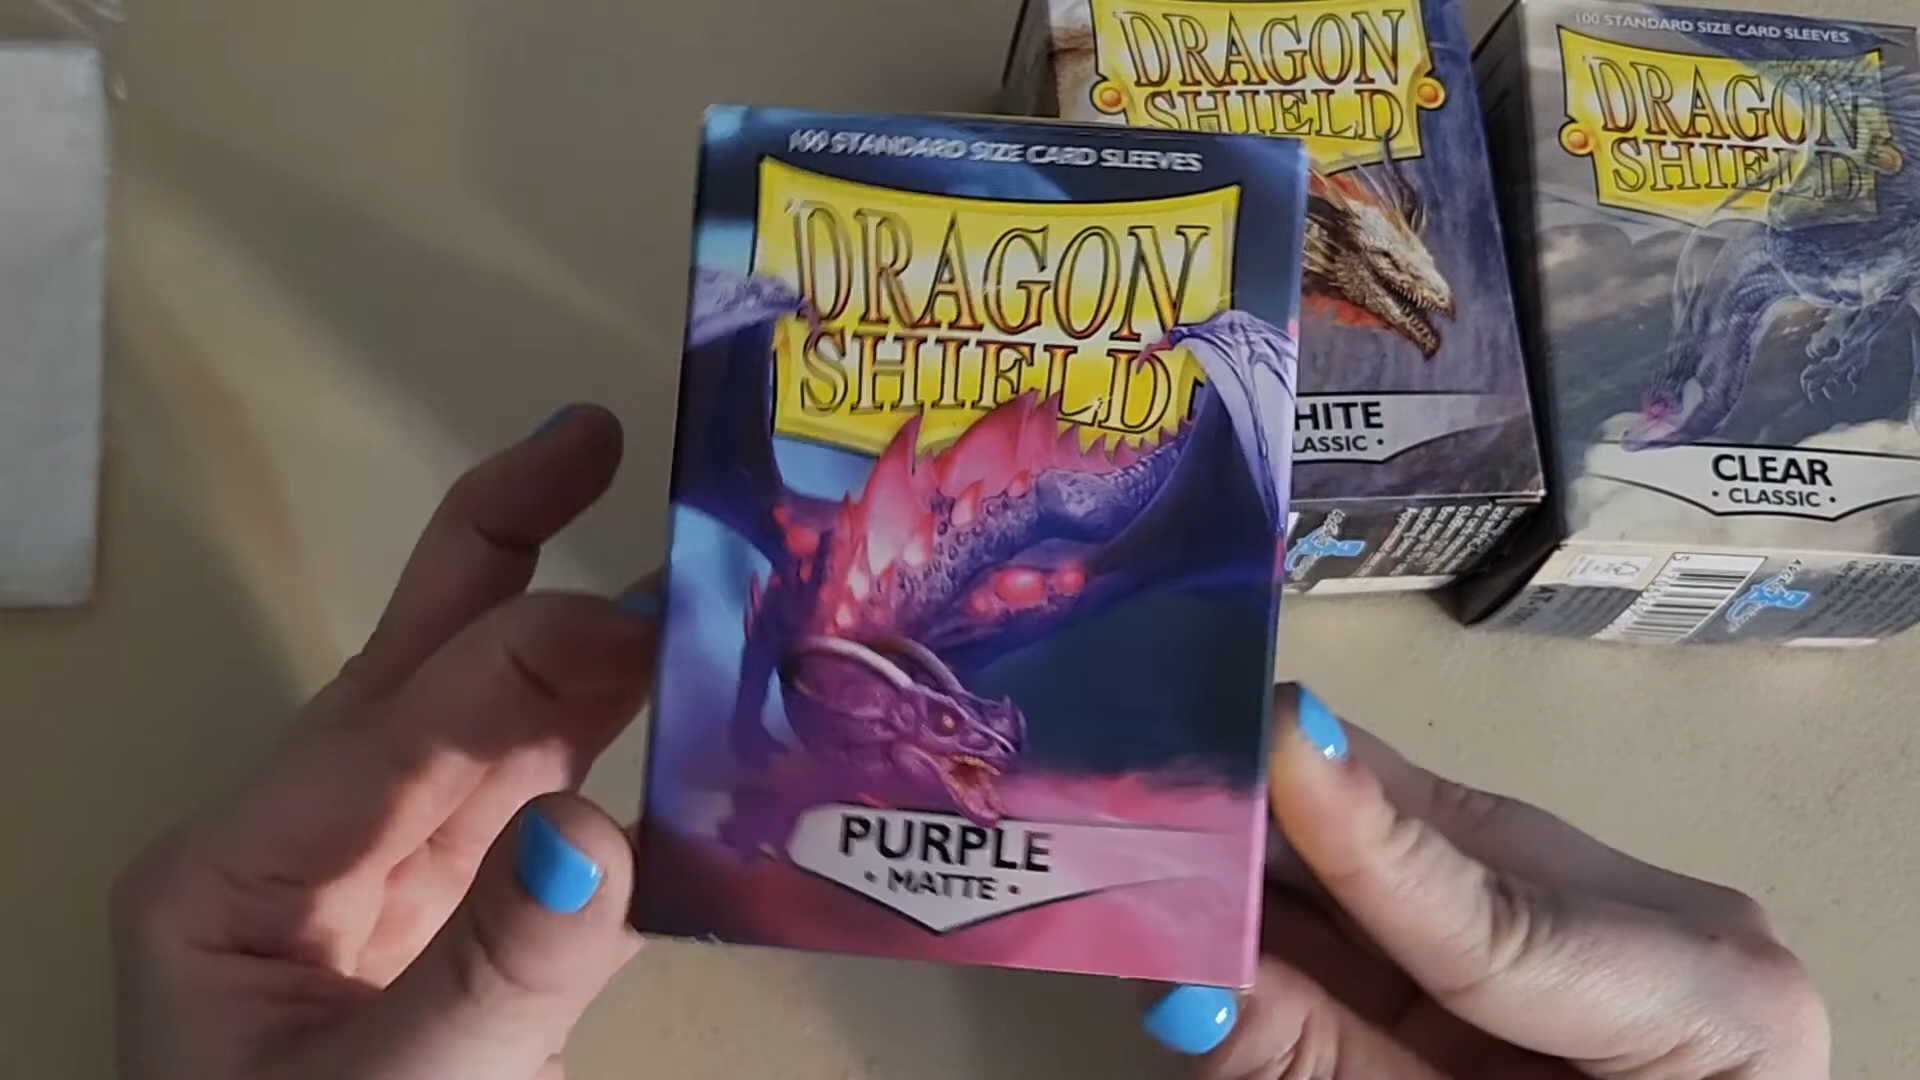 100 STANDARD SIZE CARD SLEEVES
DRAGON
SHIELD
PURPLE
• MATTE •
DRAGON
SHIELD
HITE
LASSIC •
100 STANDARD SIZE CARD SLEEVES
DRAGON
SHIELD
CLEAR
• CLASSIC •